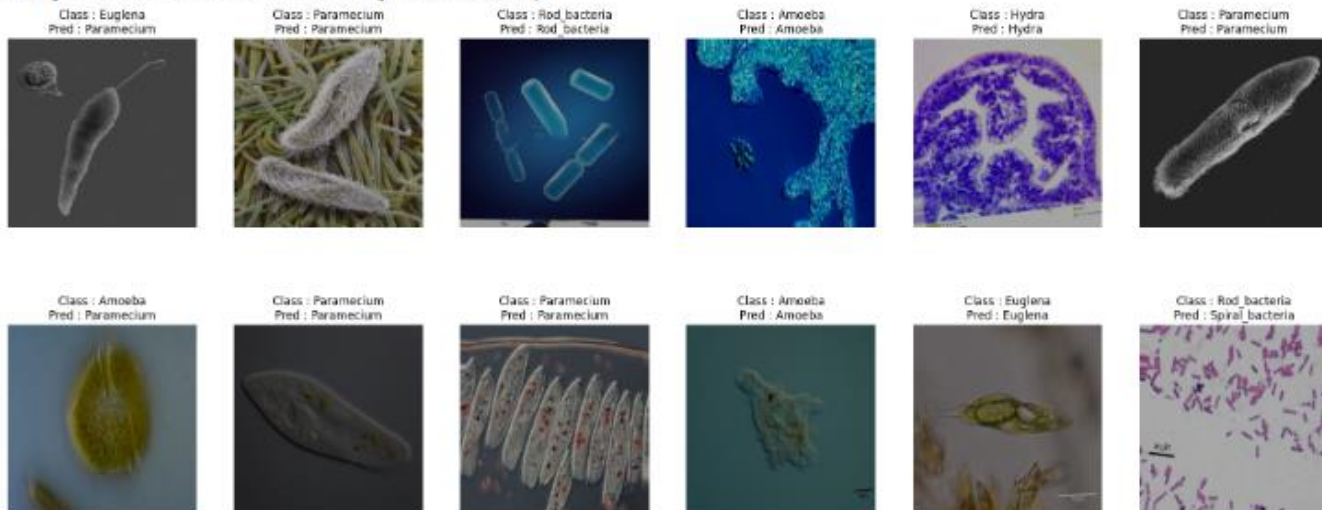 Class : Euglena
Pred : Paramecium
Class : Paramecium
Pred : Paramecium
Class : Rod_bacteria
Pred : Rod_bacteria
Class : Amoeba
Pred : Amoeba
Class : Hydra
Pred : Hydra
Class : Paramecium
Pred : Paramecium
Class : Amoeba
Pred : Paramecium
Class : Paramecium
Pred : Paramecium
Class : Paramecium
Pred : Paramecium
Class : Amoeba
Pred : Amoeba
Class : Euglena
Pred : Euglena
Class : Rod_bacteria
Pred : Spiral_bacteria